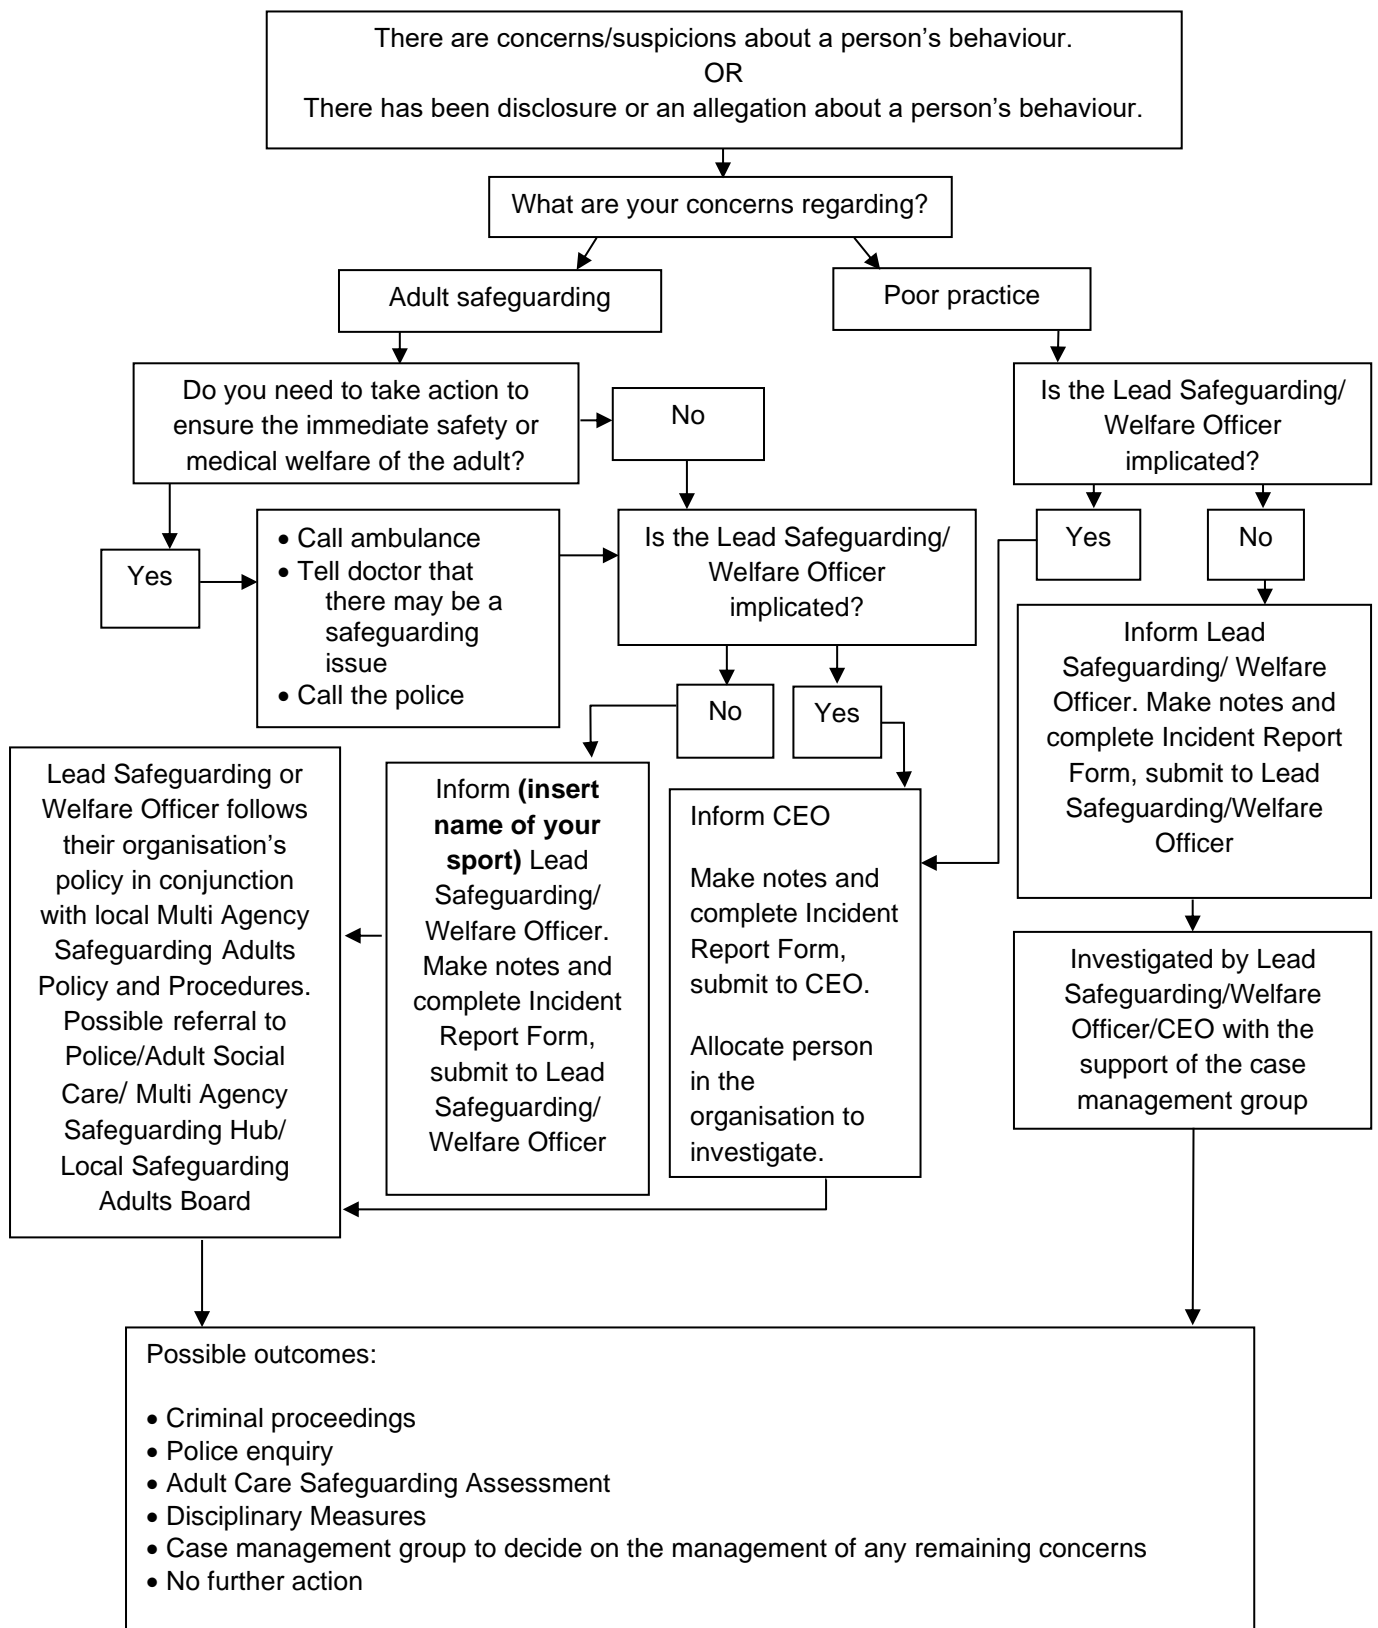 There are concerns/suspicions about a person’s behaviour.
OR
There has been disclosure or an allegation about a person’s behaviour.
What are your concerns regarding?
Adult safeguarding
Poor practice
Do you need to take action to
ensure the immediate safety or
medical welfare of the adult?
No
Is the Lead Safeguarding/
Welfare Officer
implicated?
Yes
• Call ambulance
• Tell doctor that
there may be a
safeguarding
issue
• Call the police
Is the Lead Safeguarding/
Welfare Officer
implicated?
Yes
No
No
Yes
Inform Lead
Safeguarding/ Welfare
Officer. Make notes and
complete Incident Report
Form, submit to Lead
Safeguarding/Welfare
Officer
Lead Safeguarding or
Welfare Officer follows
their organisation’s
policy in conjunction
with local Multi Agency
Safeguarding Adults
Policy and Procedures.
Possible referral to
Police/Adult Social
Care/ Multi Agency
Safeguarding Hub/
Local Safeguarding
Adults Board
Inform (insert
name of your
sport) Lead
Safeguarding/
Welfare Officer.
Make notes and
complete Incident
Report Form,
submit to Lead
Safeguarding/
Welfare Officer
Inform CEO
Make notes and
complete Incident
Report Form,
submit to CEO.
Allocate person
in the
organisation to
investigate.
Investigated by Lead
Safeguarding/Welfare
Officer/CEO with the
support of the case
management group
Possible outcomes:
• Criminal proceedings
• Police enquiry
• Adult Care Safeguarding Assessment
• Disciplinary Measures
• Case management group to decide on the management of any remaining concerns
• No further action